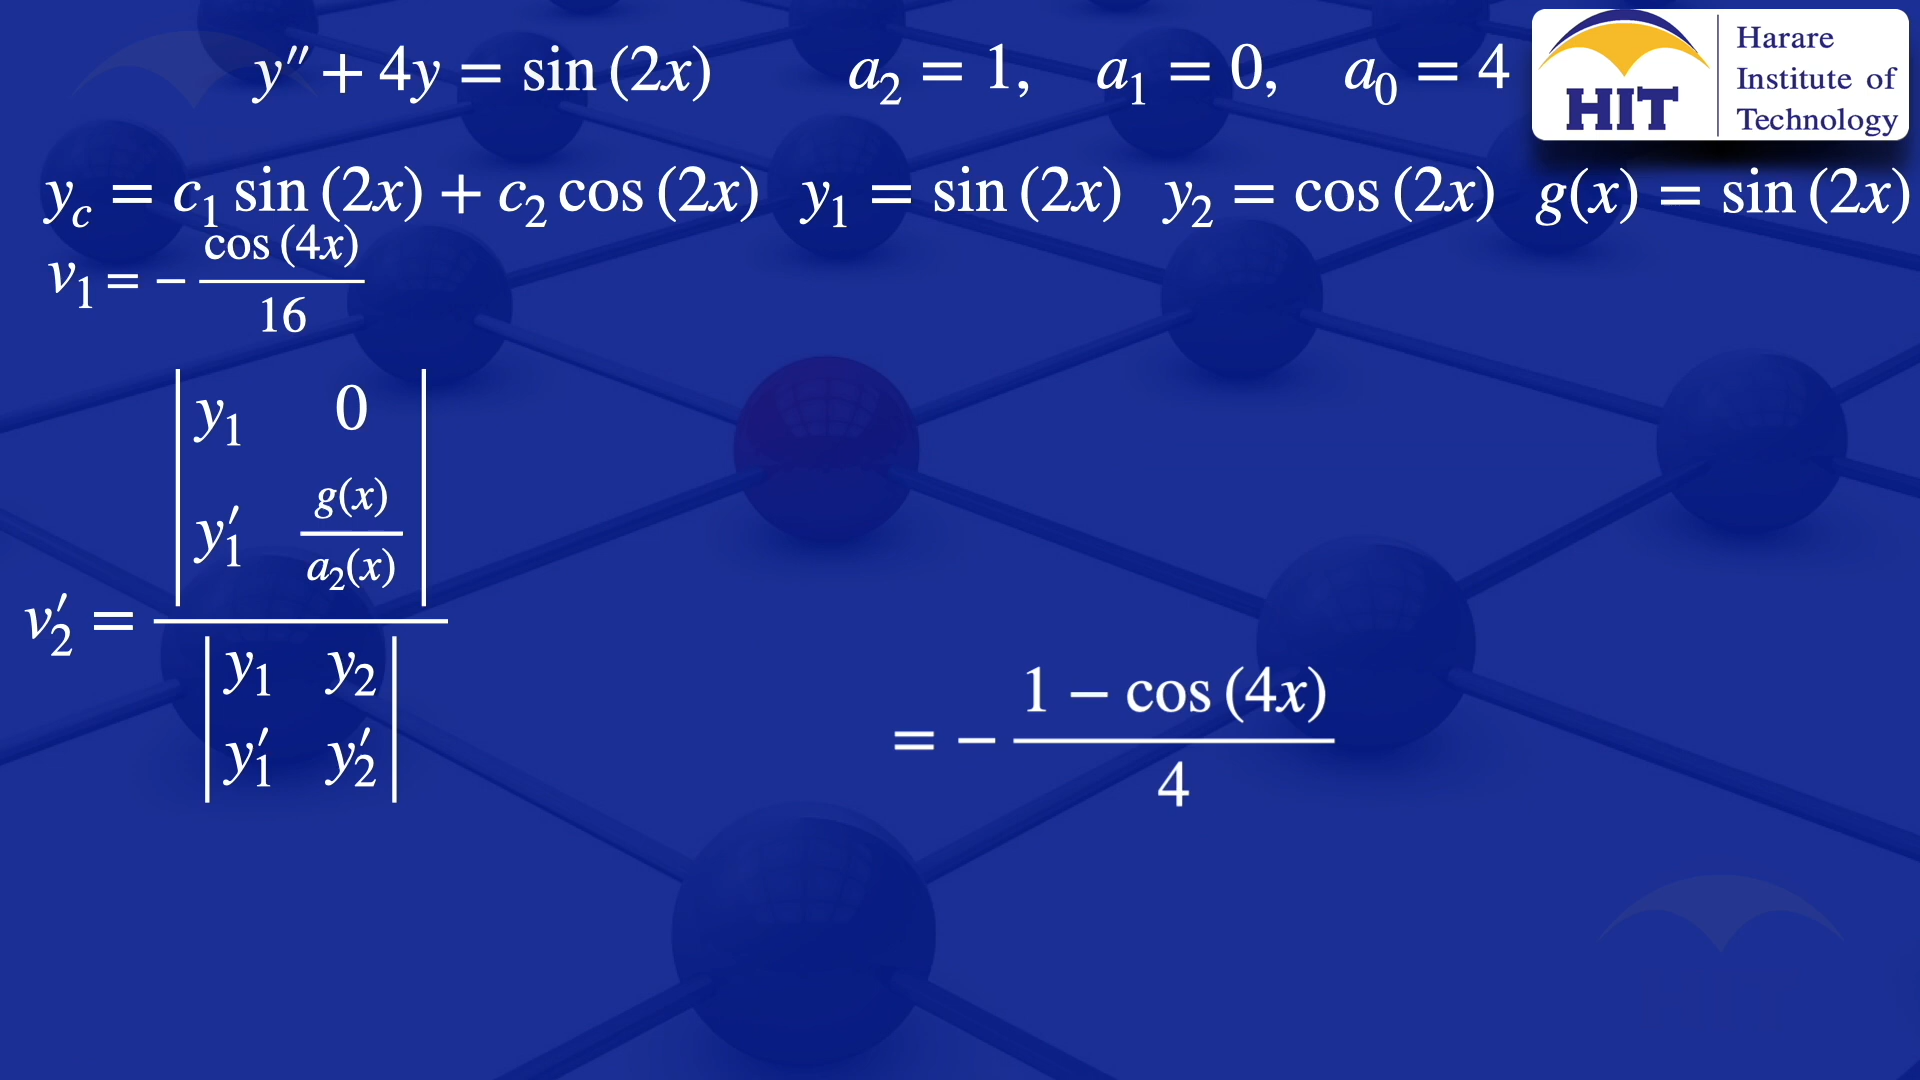 y″ + 4y = sin (2x) a₂ = 1, a₁ = 0, a₀ = 4
HIT
Harare
Institute of
Technology
y_c = c₁ sin (2x) + c₂ cos (2x) y₁ = sin (2x) y₂ = cos (2x) g(x) = sin (2x)
v₁ = − cos (4x) / 16
v₂′ = | y₁ 0 ; y₁′ g(x)/a₂(x) | / | y₁ y₂ ; y₁′ y₂′ | = − (1 − cos (4x)) / 4